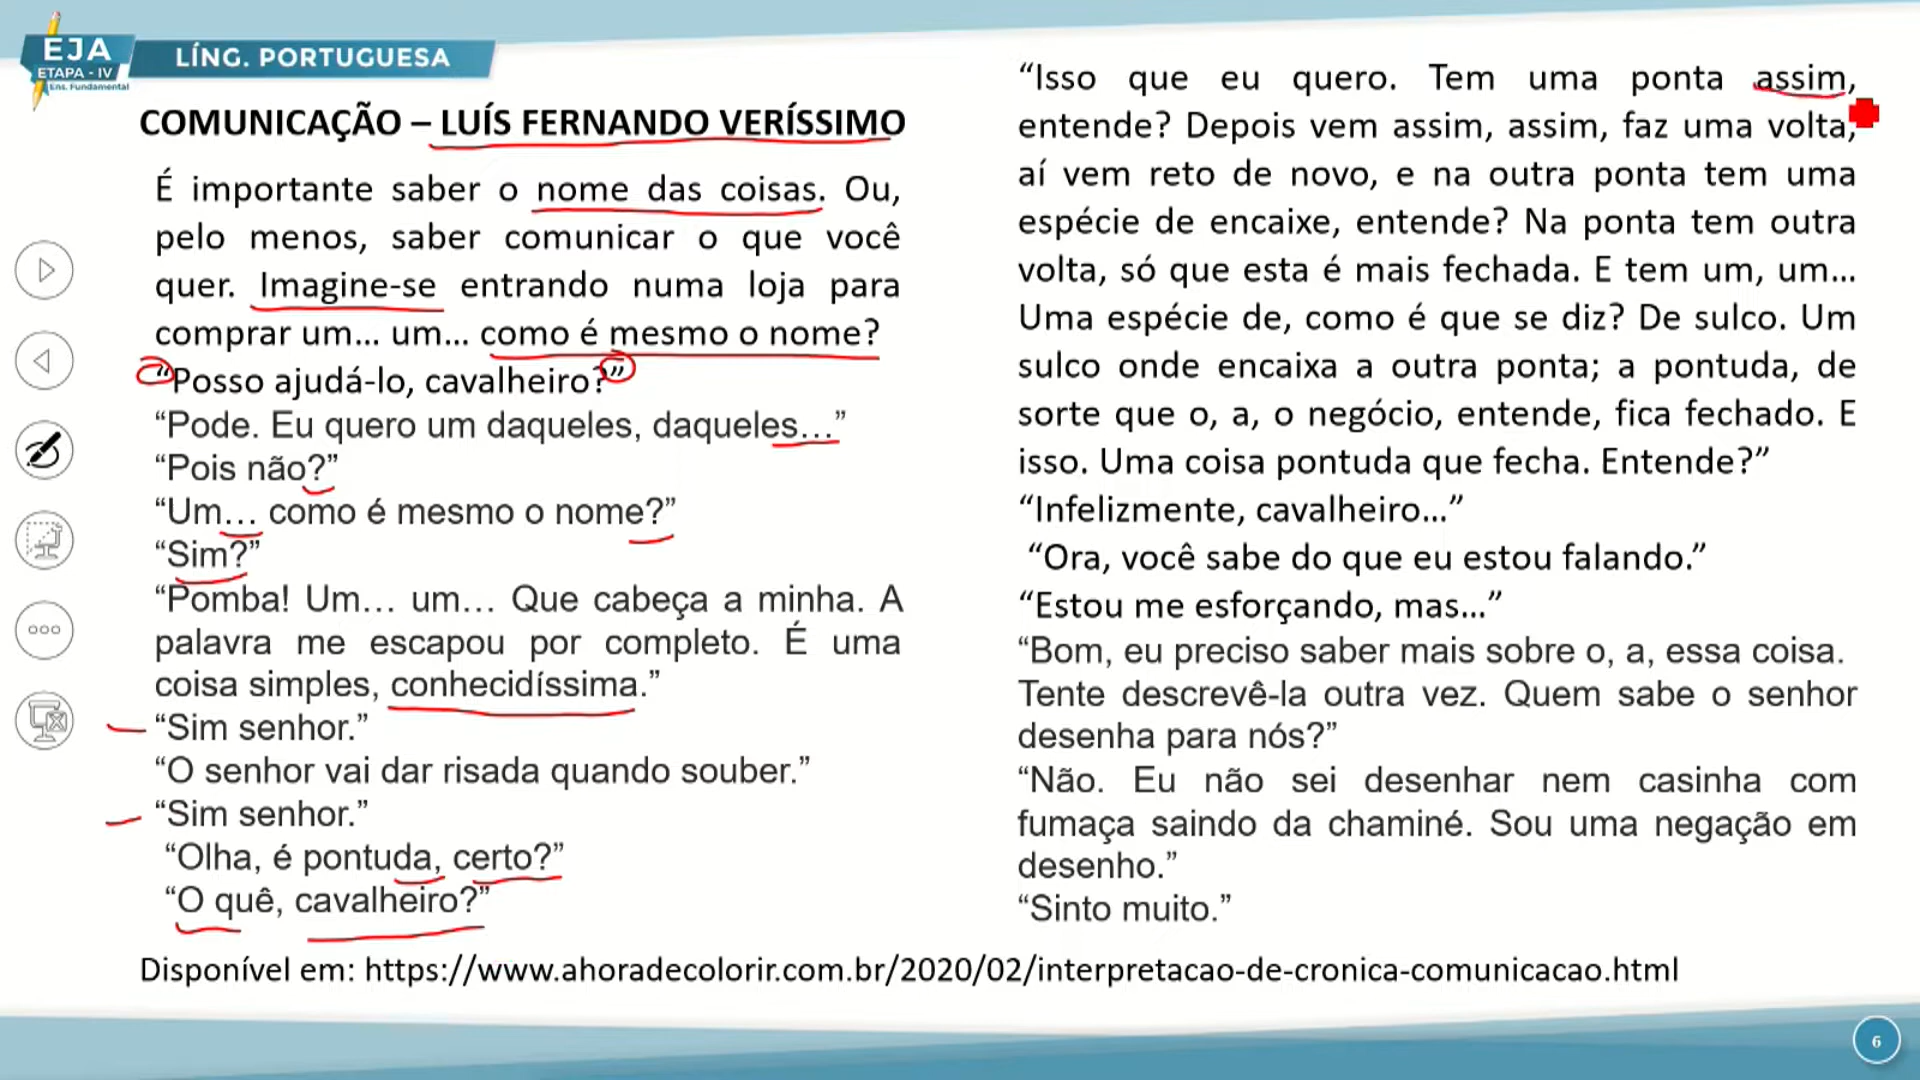 EJA
ETAPA - IV
Ens. Fundamental
LÍNG. PORTUGUESA
COMUNICAÇÃO – LUÍS FERNANDO VERÍSSIMO
É importante saber o nome das coisas. Ou,
pelo menos, saber comunicar o que você
quer. Imagine-se entrando numa loja para
comprar um... um... como é mesmo o nome?
“Posso ajudá-lo, cavalheiro?”
“Pode. Eu quero um daqueles, daqueles...”
“Pois não?”
“Um... como é mesmo o nome?”
“Sim?”
“Pomba! Um... um... Que cabeça a minha. A
palavra me escapou por completo. É uma
coisa simples, conhecidíssima.”
“Sim senhor.”
“O senhor vai dar risada quando souber.”
“Sim senhor.”
“Olha, é pontuda, certo?”
“O quê, cavalheiro?”
“Isso que eu quero. Tem uma ponta assim,
entende? Depois vem assim, assim, faz uma volta,
aí vem reto de novo, e na outra ponta tem uma
espécie de encaixe, entende? Na ponta tem outra
volta, só que esta é mais fechada. E tem um, um...
Uma espécie de, como é que se diz? De sulco. Um
sulco onde encaixa a outra ponta; a pontuda, de
sorte que o, a, o negócio, entende, fica fechado. E
isso. Uma coisa pontuda que fecha. Entende?”
“Infelizmente, cavalheiro...”
“Ora, você sabe do que eu estou falando.”
“Estou me esforçando, mas...”
“Bom, eu preciso saber mais sobre o, a, essa coisa.
Tente descrevê-la outra vez. Quem sabe o senhor
desenha para nós?”
“Não. Eu não sei desenhar nem casinha com
fumaça saindo da chaminé. Sou uma negação em
desenho.”
“Sinto muito.”
Disponível em: https://www.ahoradecolorir.com.br/2020/02/interpretacao-de-cronica-comunicacao.html
6